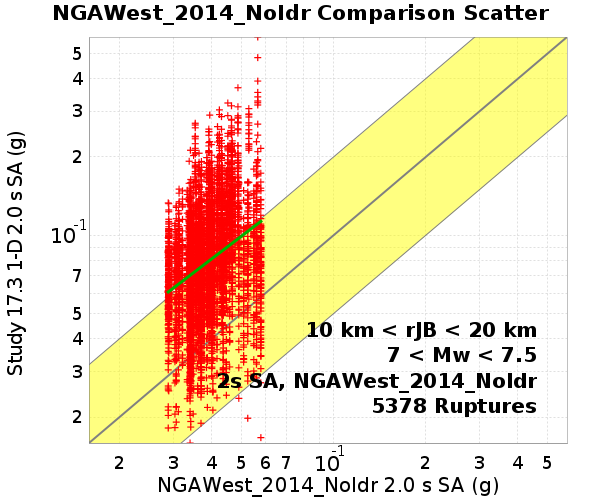 NGAWest_2014_NoIdr Comparison Scatter
Study 17.3 1-D 2.0 s SA (g)
5
4
3
2
10^-1
7
5
4
3
2
10 km < rJB < 20 km
7 < Mw < 7.5
2s SA, NGAWest_2014_NoIdr
5378 Ruptures
2 3 4 5 6 7 10^-1 2 3 4 5
NGAWest_2014_NoIdr 2.0 s SA (g)